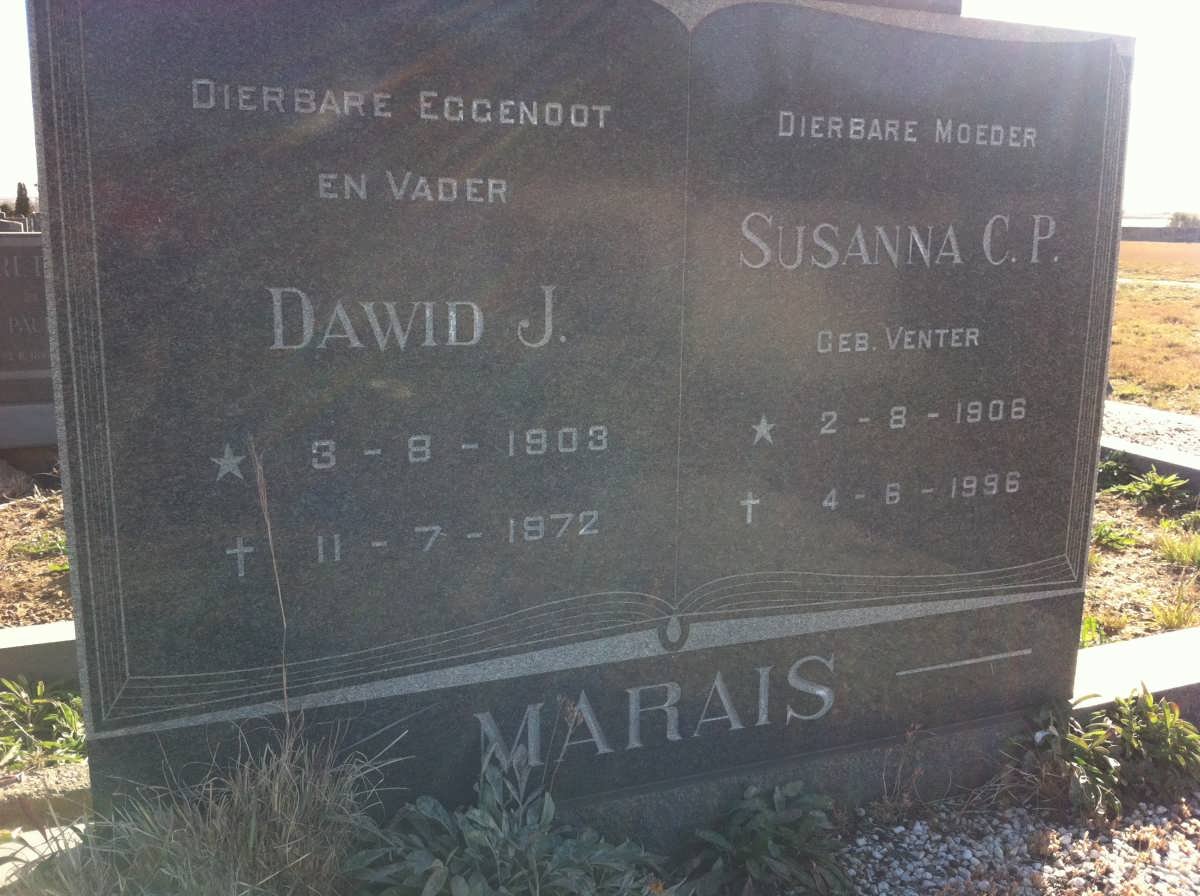 DIERBARE EGGENOOT
EN VADER
DAWID J.
3 - 8 - 1903
11 - 7 - 1972
DIERBARE MOEDER
SUSANNA C. P.
GEB. VENTER
2 - 8 - 1906
4 - 6 - 1996
MARAIS